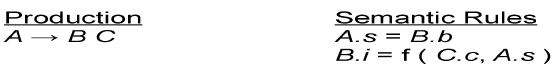 Production Semantic Rules
A → B C A.s = B.b
B.i = f ( C.c, A.s )